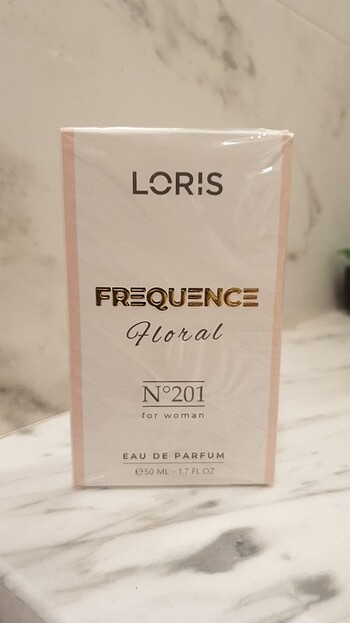 LORIS
FREQUENCE
Floral
N°201
for woman
EAU DE PARFUM
℮50 ML - 1.7 FL.OZ